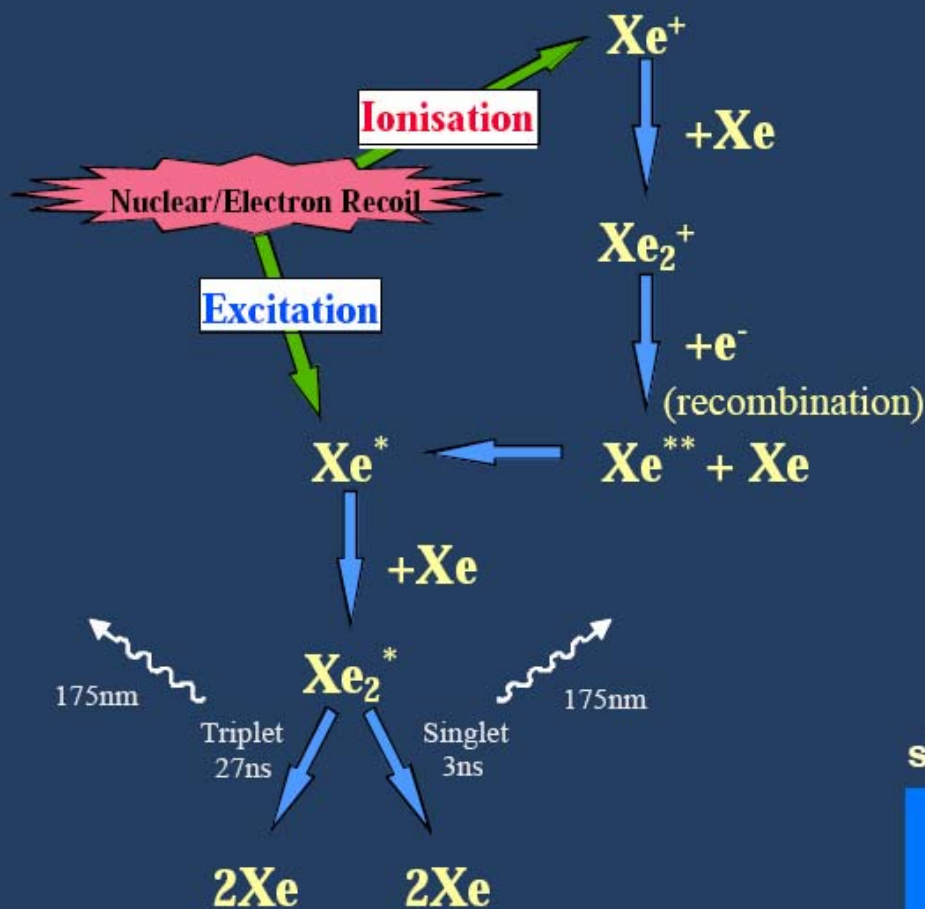 Xe⁺
Ionisation
+Xe
Nuclear/Electron Recoil
Xe₂⁺
Excitation
+e⁻
(recombination)
Xe* Xe** + Xe
+Xe
Xe₂*
175nm 175nm
Triplet Singlet
27ns 3ns
2Xe 2Xe